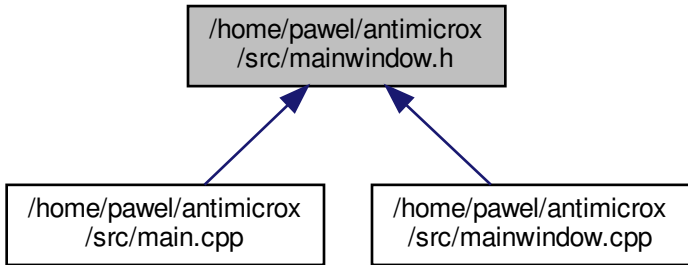 /home/pawel/antimicrox
/src/mainwindow.h
/home/pawel/antimicrox
/src/main.cpp
/home/pawel/antimicrox
/src/mainwindow.cpp